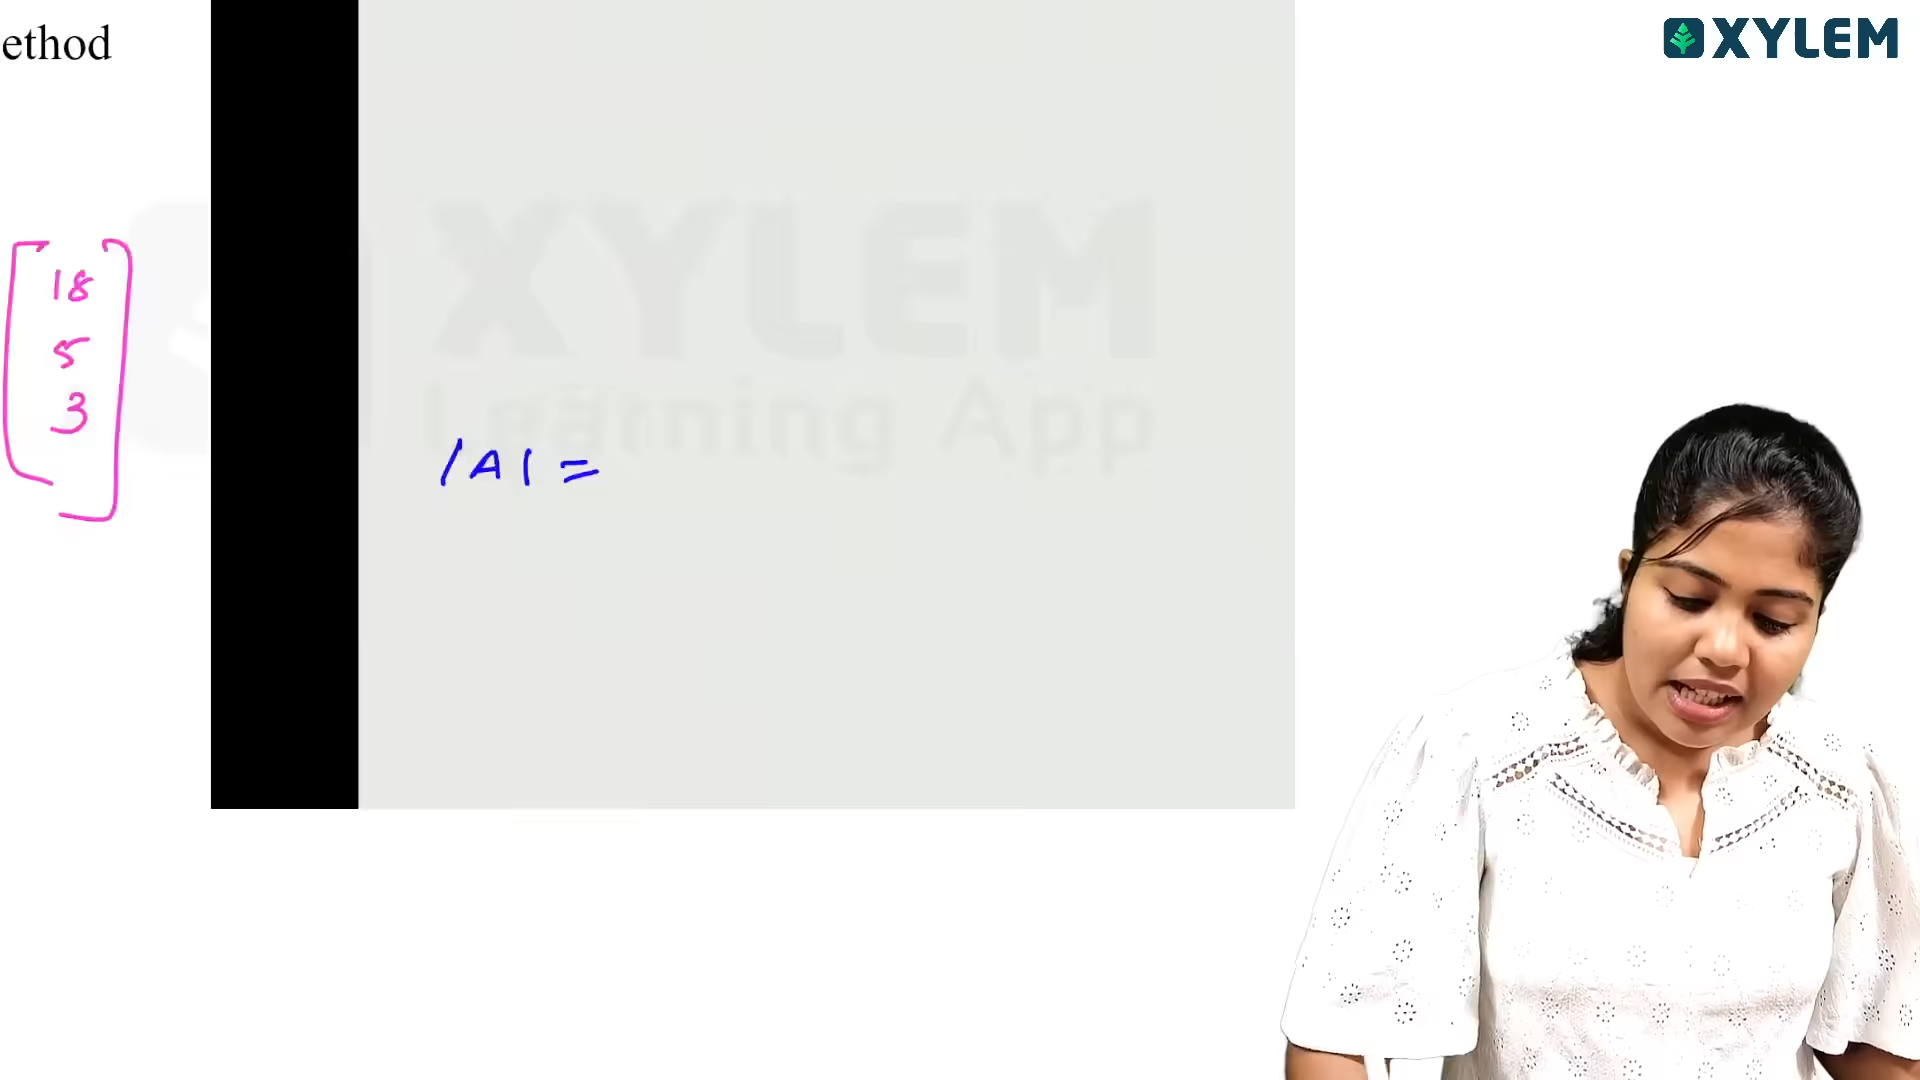 ethod
XYLEM
18
5
3
XYLEM
Learning App
|A| =